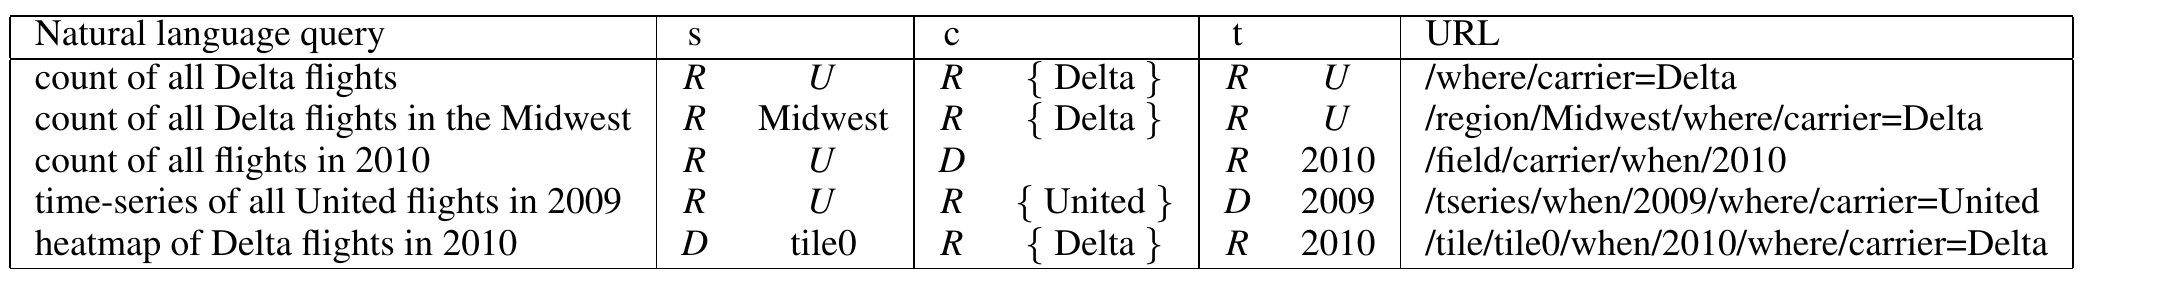 Natural language query s c t URL
count of all Delta flights R U R { Delta } R U /where/carrier=Delta
count of all Delta flights in the Midwest R Midwest R { Delta } R U /region/Midwest/where/carrier=Delta
count of all flights in 2010 R U D R 2010 /field/carrier/when/2010
time-series of all United flights in 2009 R U R { United } D 2009 /tseries/when/2009/where/carrier=United
heatmap of Delta flights in 2010 D tile0 R { Delta } R 2010 /tile/tile0/when/2010/where/carrier=Delta